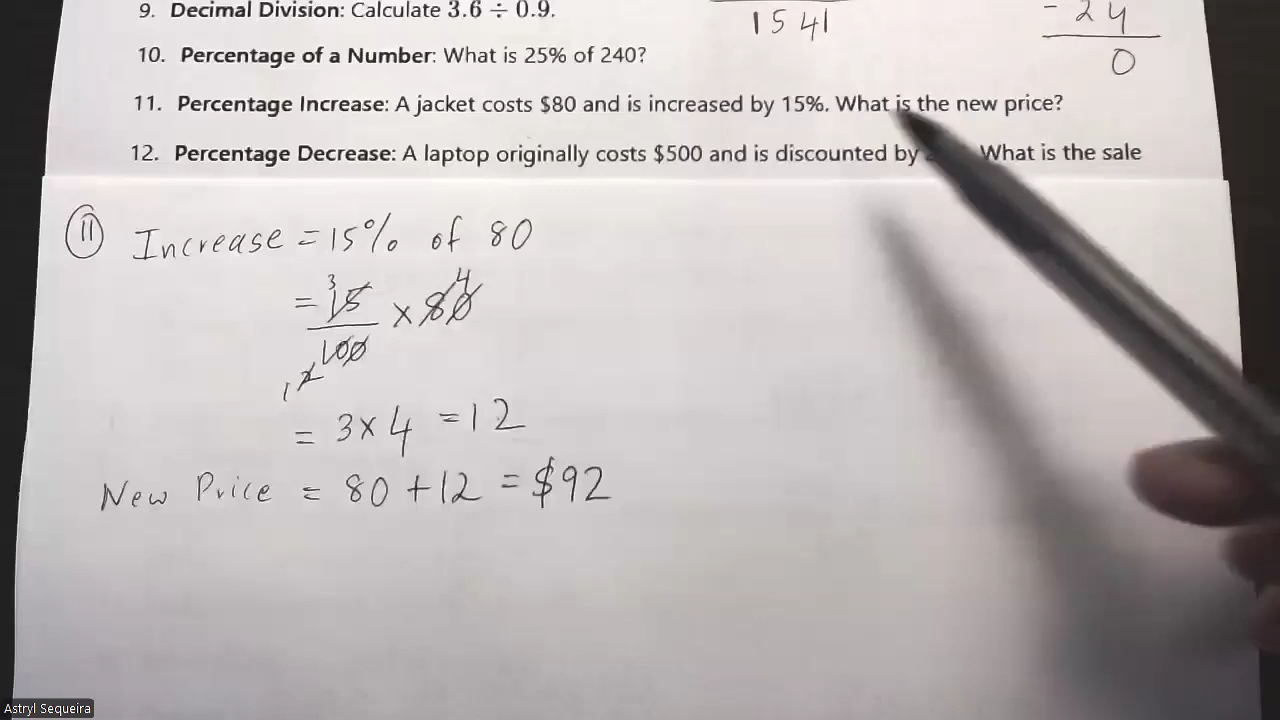 9. Decimal Division: Calculate 3.6 ÷ 0.9.
1541
- 24
0
10. Percentage of a Number: What is 25% of 240?
11. Percentage Increase: A jacket costs $80 and is increased by 15%. What is the new price?
12. Percentage Decrease: A laptop originally costs $500 and is discounted by What is the sale
11 Increase = 15% of 80
3 4
= 15 × 80
100
1 2
= 3 × 4 = 12
New Price = 80 + 12 = $92
Astryl Sequeira